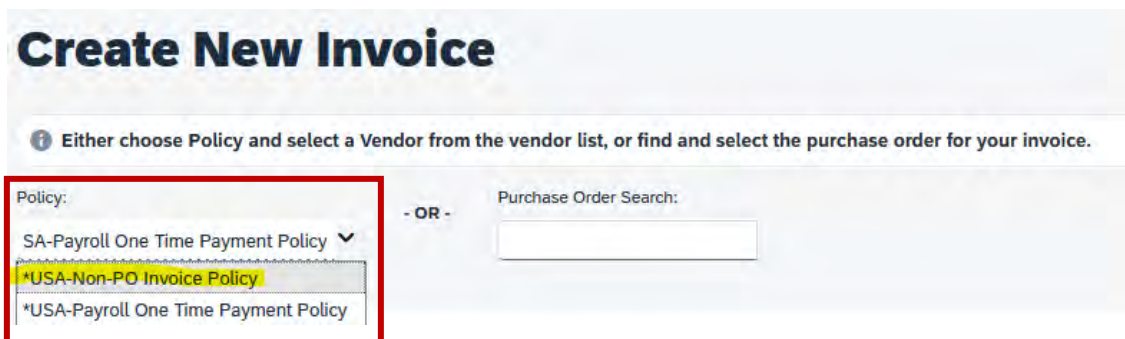 Create New Invoice
Either choose Policy and select a Vendor from the vendor list, or find and select the purchase order for your invoice.
Policy:
- OR -
Purchase Order Search:
SA-Payroll One Time Payment Policy
*USA-Non-PO Invoice Policy
*USA-Payroll One Time Payment Policy